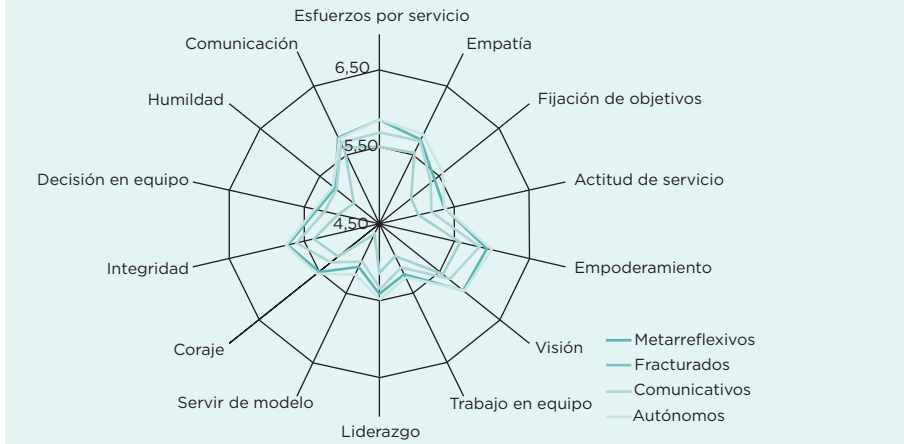 Esfuerzos por servicio
Comunicación
Empatía
6,50
Humildad
Fijación de objetivos
5,50
Decisión en equipo
Actitud de servicio
4,50
Integridad
Empoderamiento
Coraje
Visión
Metarreflexivos
Fracturados
Comunicativos
Autónomos
Servir de modelo
Trabajo en equipo
Liderazgo